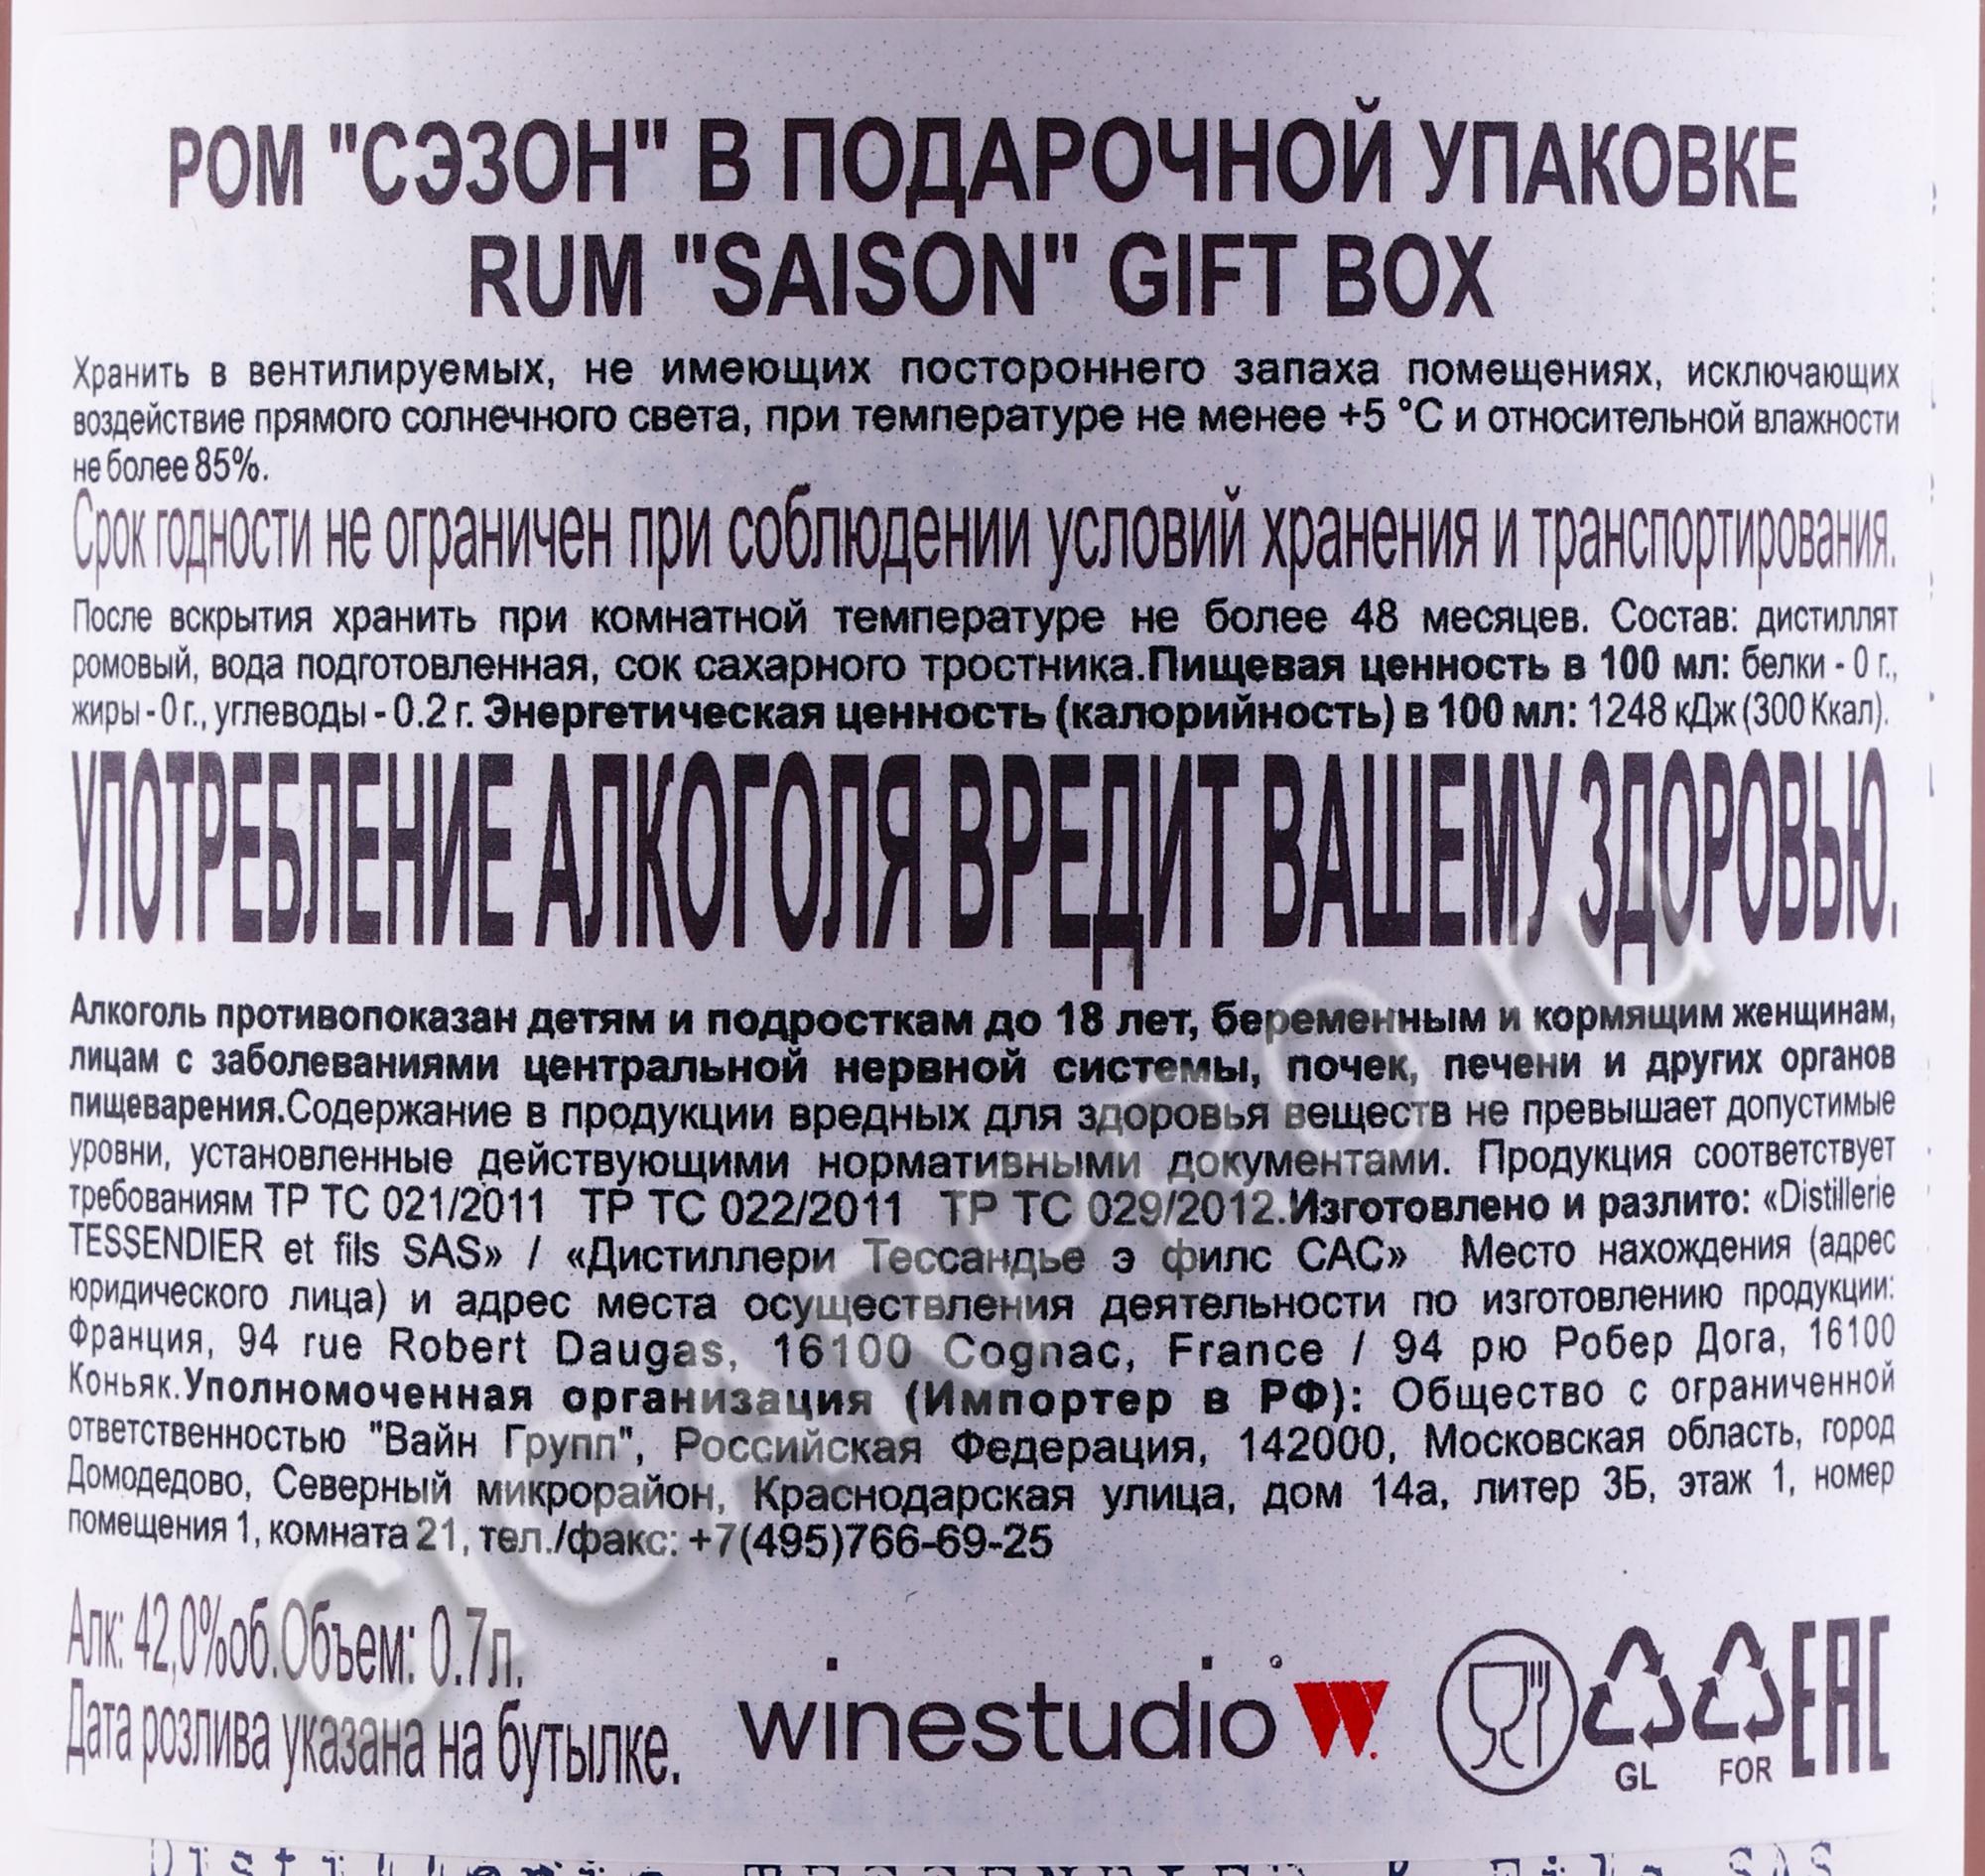 РОМ "СЭЗОН" В ПОДАРОЧНОЙ УПАКОВКЕ
RUM "SAISON" GIFT BOX
Хранить в вентилируемых, не имеющих постороннего запаха помещениях, исключающих
воздействие прямого солнечного света, при температуре не менее +5 °С и относительной влажности
не более 85%.
Срок годности не ограничен при соблюдении условий хранения и транспортирования.
После вскрытия хранить при комнатной температуре не более 48 месяцев. Состав: дистиллят
ромовый, вода подготовленная, сок сахарного тростника.Пищевая ценность в 100 мл: белки - 0 г.,
жиры - 0 г., углеводы - 0.2 г. Энергетическая ценность (калорийность) в 100 мл: 1248 кДж (300 Ккал).
УПОТРЕБЛЕНИЕ АЛКОГОЛЯ ВРЕДИТ ВАШЕМУ ЗДОРОВЬЮ.
Алкоголь противопоказан детям и подросткам до 18 лет, беременным и кормящим женщинам,
лицам с заболеваниями центральной нервной системы, почек, печени и других органов
пищеварения.Содержание в продукции вредных для здоровья веществ не превышает допустимые
уровни, установленные действующими нормативными документами. Продукция соответствует
требованиям ТР ТС 021/2011 ТР ТС 022/2011 ТР ТС 029/2012.Изготовлено и разлито: «Distillerie
TESSENDIER et fils SAS» / «Дистиллери Тессандье э филс САС» Место нахождения (адрес
юридического лица) и адрес места осуществления деятельности по изготовлению продукции:
Франция, 94 rue Robert Daugas, 16100 Cognac, France / 94 рю Робер Дога, 16100
Коньяк.Уполномоченная организация (Импортер в РФ): Общество с ограниченной
ответственностью "Вайн Групп", Российская Федерация, 142000, Московская область, город
Домодедово, Северный микрорайон, Краснодарская улица, дом 14а, литер 3Б, этаж 1, номер
помещения 1, комната 21, тел./факс: +7(495)766-69-25
Алк: 42,0%об.Объем: 0.7л.
Дата розлива указана на бутылке.
winestudio W.
GL FOR EAC
CIGARPRO.ru